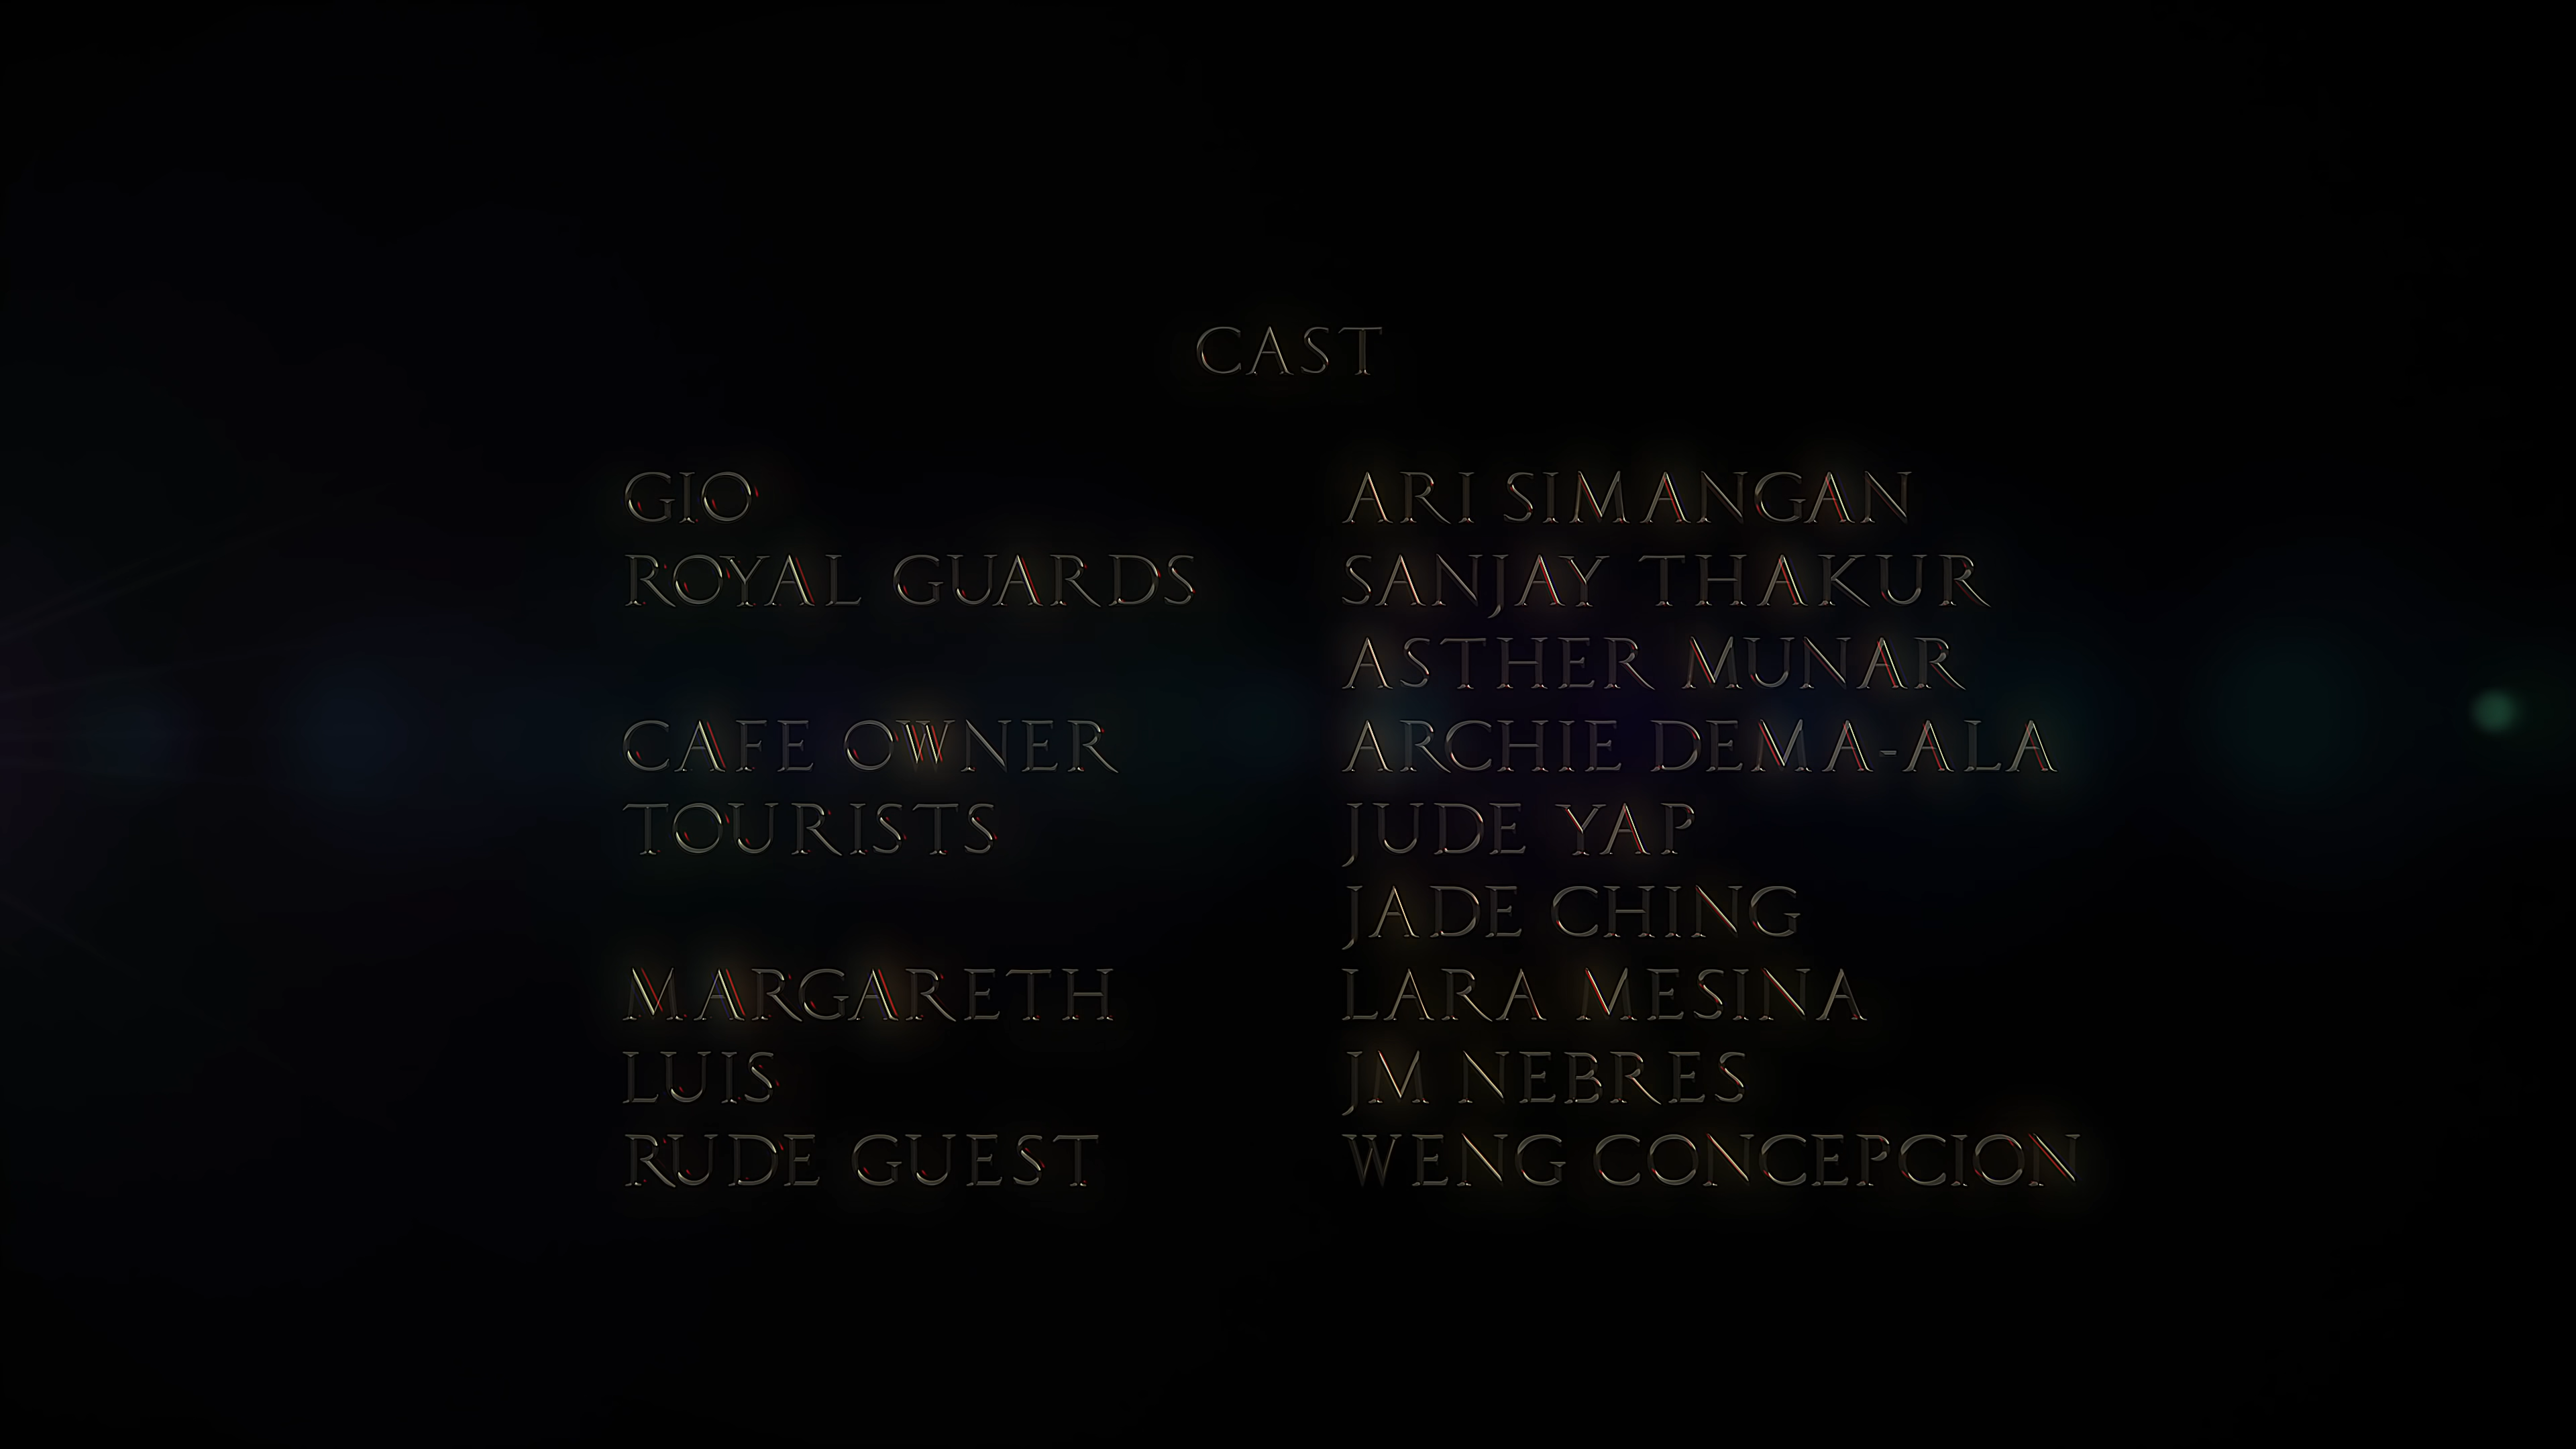 CAST
GIO ARI SIMANGAN
ROYAL GUARDS SANJAY THAKUR
ASTHER MUNAR
CAFE OWNER ARCHIE DEMA-ALA
TOURISTS JUDE YAP
JADE CHING
MARGARETH LARA MESINA
LUIS JM NEBRES
RUDE GUEST WENG CONCEPCION